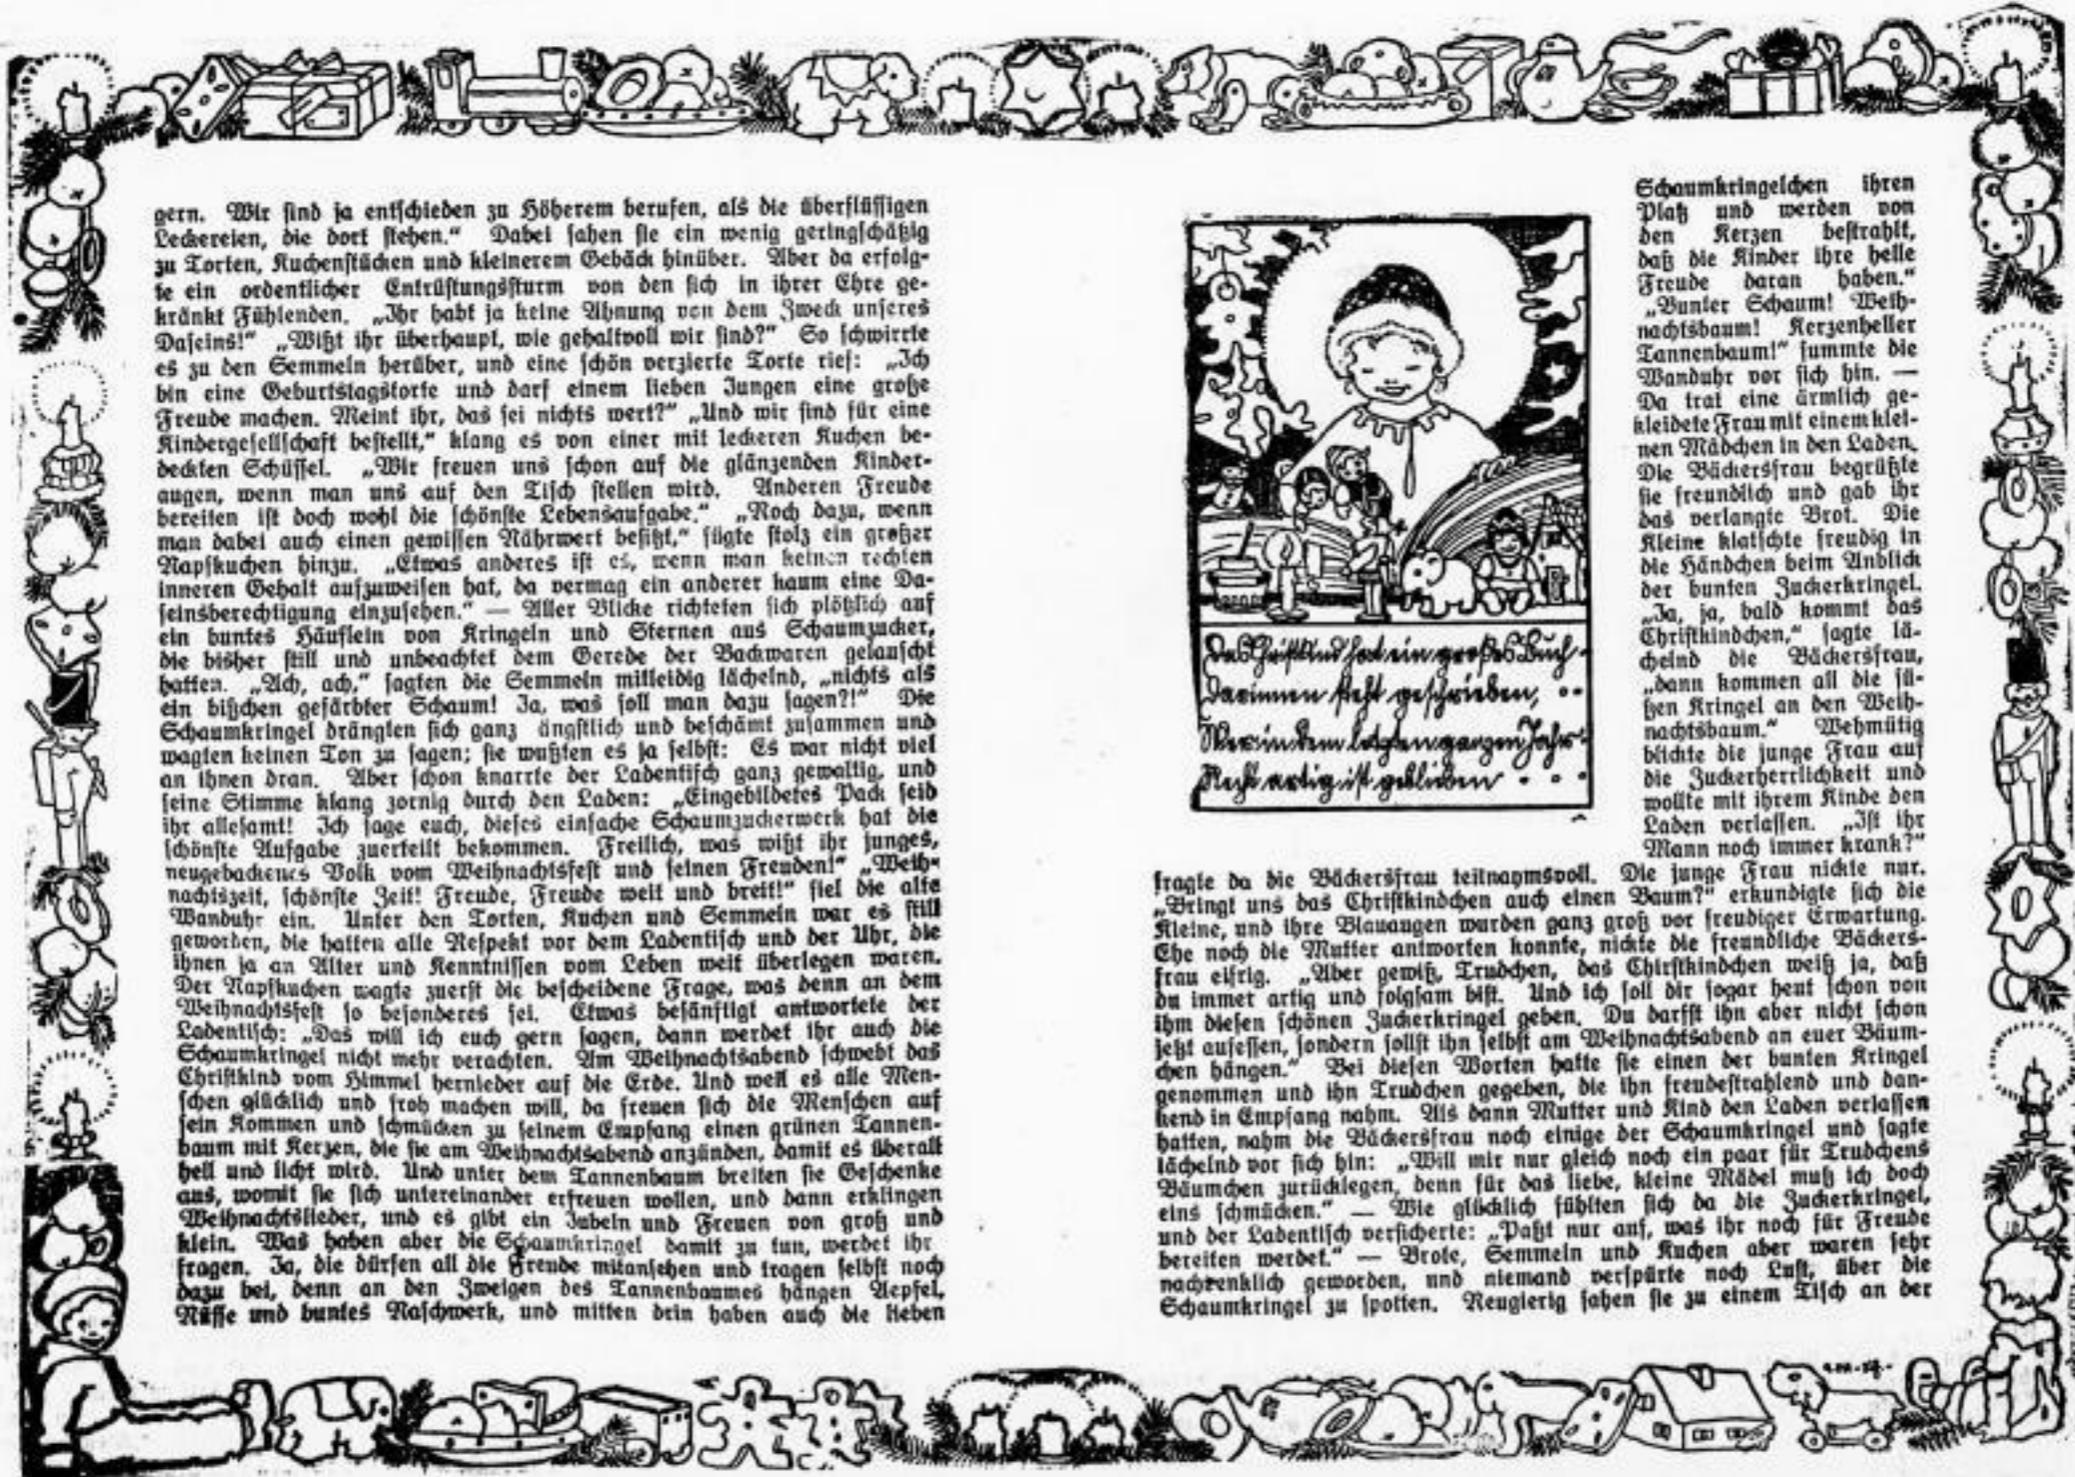 gern. Wir sind ja entschieden zu Höherem berufen, als die überflüssigen
Leckereien, die dort stehen.“ Dabei sahen sie ein wenig geringschätzig
zu Torten, Kuchenstücken und kleinerem Gebäck hinüber. Aber da erfolg-
te ein ordentlicher Entrüstungssturm von den sich in ihrer Ehre ge-
kränkt Fühlenden. „Ihr habt ja keine Ahnung von dem Zweck unseres
Daseins!“ „Wißt ihr überhaupt, wie gehaltvoll wir sind?“ So schwirrte
es zu den Semmeln herüber, und eine schön verzierte Torte rief: „Ich
bin eine Geburtstagstorte und darf einem lieben Jungen eine große
Freude machen. Meint ihr, das sei nichts wert?“ „Und wir sind für eine
Kindergesellschaft bestellt,“ klang es von einer mit leckeren Kuchen be-
deckten Schüssel. „Wir freuen uns schon auf die glänzenden Kinder-
augen, wenn man uns auf den Tisch stellen wird. Anderen Freude
bereiten ist doch wohl die schönste Lebensaufgabe.“ „Noch dazu, wenn
man dabei auch einen gewissen Nährwert besitzt,“ fügte stolz ein großer
Napfkuchen hinzu. „Etwas anderes ist es, wenn man keinen rechten
inneren Gehalt aufzuweisen hat, da vermag ein anderer kaum eine Da-
seinsberechtigung einzusehen.“ — Aller Blicke richteten sich plötzlich auf
ein buntes Häuflein von Kringeln und Sternen aus Schaumzucker,
die bisher still und unbeachtet dem Gerede der Backwaren gelauscht
hatten. „Ach, ach,“ sagten die Semmeln mitleidig lächelnd, „nichts als
ein bißchen gefärbter Schaum! Ja, was soll man dazu sagen?!“ Die
Schaumkringel drängten sich ganz ängstlich und beschämt zusammen und
wagten keinen Ton zu sagen; sie wußten es ja selbst: Es war nicht viel
an ihnen dran. Aber schon knarrte der Ladentisch ganz gewaltig, und
seine Stimme klang zornig durch den Laden: „Eingebildetes Pack seid
ihr allesamt! Ich sage euch, dieses einfache Schaumzuckerwerk hat die
schönste Aufgabe zuerteilt bekommen. Freilich, was wißt ihr junges,
neugebackenes Volk vom Weihnachtsfest und seinen Freuden!“ „Weih-
nachtszeit, schönste Zeit! Freude, Freude weit und breit!“ fiel die alte
Wanduhr ein. Unter den Torten, Kuchen und Semmeln war es still
geworden, die hatten alle Respekt vor dem Ladentisch und der Uhr, die
ihnen ja an Alter und Kenntnissen vom Leben weit überlegen waren.
Der Napfkuchen wagte zuerst die bescheidene Frage, was denn an dem
Weihnachtsfest so besonderes sei. Etwas besänftigt antwortete der
Ladentisch: „Das will ich euch gern sagen, dann werdet ihr auch die
Schaumkringel nicht mehr verachten. Am Weihnachtsabend schwebt das
Christkind vom Himmel hernieder auf die Erde. Und weil es alle Men-
schen glücklich und froh machen will, da freuen sich die Menschen auf
sein Kommen und schmücken zu seinem Empfang einen grünen Tannen-
baum mit Kerzen, die sie am Weihnachtsabend anzünden, damit es überall
hell und licht wird. Und unter dem Tannenbaum breiten sie Geschenke
aus, womit sie sich untereinander erfreuen wollen, und dann erklingen
Weihnachtslieder, und es gibt ein Jubeln und Freuen von groß und
klein. Was haben aber die Schaumkringel damit zu tun, werdet ihr
fragen. Ja, die dürfen all die Freude mitansehen und tragen selbst noch
dazu bei, denn an den Zweigen des Tannenbaumes hängen Aepfel,
Nüsse und buntes Naschwerk, und mitten drin haben auch die lieben
Schaumkringelchen ihren
Platz und werden von
den Kerzen bestrahlt,
daß die Kinder ihre helle
Freude daran haben.“
„Bunter Schaum! Weih-
nachtsbaum! Kerzenheller
Tannenbaum!“ summte die
Wanduhr vor sich hin. —
Da trat eine ärmlich ge-
kleidete Frau mit einem klei-
nen Mädchen in den Laden.
Die Bäckersfrau begrüßte
sie freundlich und gab ihr
das verlangte Brot. Die
Kleine klatschte freudig in
die Händchen beim Anblick
der bunten Zuckerkringel.
„Ja, ja, bald kommt das
Christkindchen,“ sagte lä-
chelnd die Bäckersfrau,
„dann kommen all die sü-
ßen Kringel an den Weih-
nachtsbaum.“ Wehmütig
blickte die junge Frau auf
die Zuckerherrlichkeit und
wollte mit ihrem Kinde den
Laden verlassen. „Ist ihr
Mann noch immer krank?“
Das Christkind hat ein großes Buch -
Darinnen steht geschrieben,
Wer in dem letzten ganzen Jahr -
Recht artig ist geblieben
fragte da die Bäckersfrau teilnahmsvoll. Die junge Frau nickte nur.
„Bringt uns das Christkindchen auch einen Baum?“ erkundigte sich die
Kleine, und ihre Blauaugen wurden ganz groß vor freudiger Erwartung.
Ehe noch die Mutter antworten konnte, nickte die freundliche Bäckers-
frau eifrig. „Aber gewiß, Trudchen, das Chirstkindchen weiß ja, daß
du immer artig und folgsam bist. Und ich soll dir sogar heut schon von
ihm diesen schönen Zuckerkringel geben. Du darfst ihn aber nicht schon
jetzt aufessen, sondern sollst ihn selbst am Weihnachtsabend an euer Bäum-
chen hängen.“ Bei diesen Worten hatte sie einen der bunten Kringel
genommen und ihn Trudchen gegeben, die ihn freudestrahlend und dan-
kend in Empfang nahm. Als dann Mutter und Kind den Laden verlassen
hatten, nahm die Bäckersfrau noch einige der Schaumkringel und sagte
lächelnd vor sich hin: „Will mir nur gleich noch ein paar für Trudchens
Bäumchen zurücklegen, denn für das liebe, kleine Mädel muß ich doch
eins schmücken.“ — Wie glücklich fühlten sich da die Zuckerkringel,
und der Ladentisch versicherte: „Paßt nur auf, was ihr noch für Freude
bereiten werdet.“ — Brote, Semmeln und Kuchen aber waren sehr
nachdenklich geworden, und niemand verspürte noch Lust, über die
Schaumkringel zu spotten. Neugierig sahen sie zu einem Tisch an der